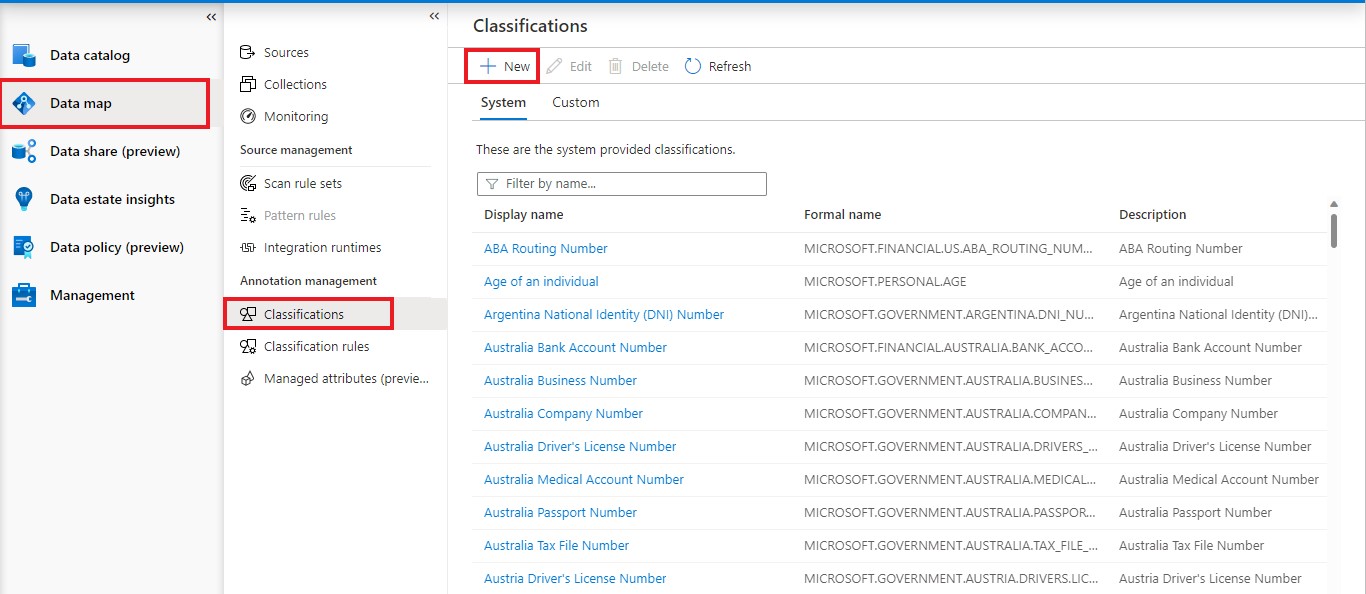 Data catalog
Data map
Data share (preview)
Data estate insights
Data policy (preview)
Management
Sources
Collections
Monitoring
Source management
Scan rule sets
Pattern rules
Integration runtimes
Annotation management
Classifications
Classification rules
Managed attributes (previe...
Classifications
New Edit Delete Refresh
System Custom
These are the system provided classifications.
Filter by name...
Display name Formal name Description
ABA Routing Number MICROSOFT.FINANCIAL.US.ABA_ROUTING_NUM... ABA Routing Number
Age of an individual MICROSOFT.PERSONAL.AGE Age of an individual
Argentina National Identity (DNI) Number MICROSOFT.GOVERNMENT.ARGENTINA.DNI_NU... Argentina National Identity (DNI)...
Australia Bank Account Number MICROSOFT.FINANCIAL.AUSTRALIA.BANK_ACCO... Australia Bank Account Number
Australia Business Number MICROSOFT.GOVERNMENT.AUSTRALIA.BUSINES... Australia Business Number
Australia Company Number MICROSOFT.GOVERNMENT.AUSTRALIA.COMPAN... Australia Company Number
Australia Driver's License Number MICROSOFT.GOVERNMENT.AUSTRALIA.DRIVERS_... Australia Driver's License Number
Australia Medical Account Number MICROSOFT.GOVERNMENT.AUSTRALIA.MEDICAL... Australia Medical Account Number
Australia Passport Number MICROSOFT.GOVERNMENT.AUSTRALIA.PASSPOR... Australia Passport Number
Australia Tax File Number MICROSOFT.GOVERNMENT.AUSTRALIA.TAX_FILE_... Australia Tax File Number
Austria Driver's License Number MICROSOFT.GOVERNMENT.AUSTRIA.DRIVERS.LIC... Austria Driver's License Number